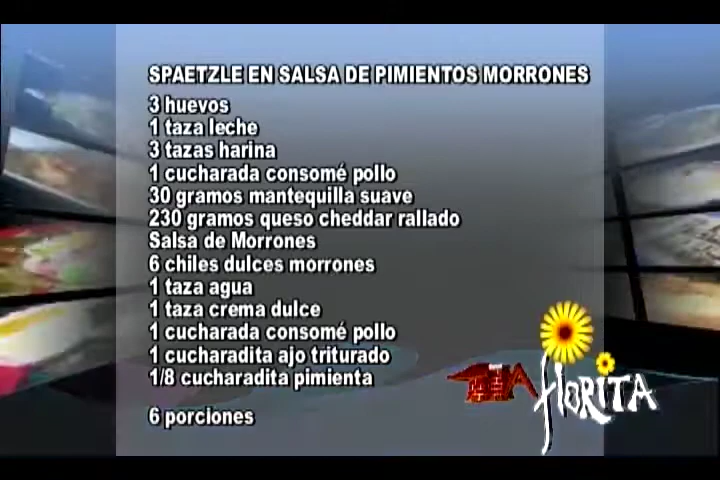 SPAETZLE EN SALSA DE PIMIENTOS MORRONES
3 huevos
1 taza leche
3 tazas harina
1 cucharada consomé pollo
30 gramos mantequilla suave
230 gramos queso cheddar rallado
Salsa de Morrones
6 chiles dulces morrones
1 taza agua
1 taza crema dulce
1 cucharada consomé pollo
1 cucharadita ajo triturado
1/8 cucharadita pimienta
6 porciones
TIA
flORITA